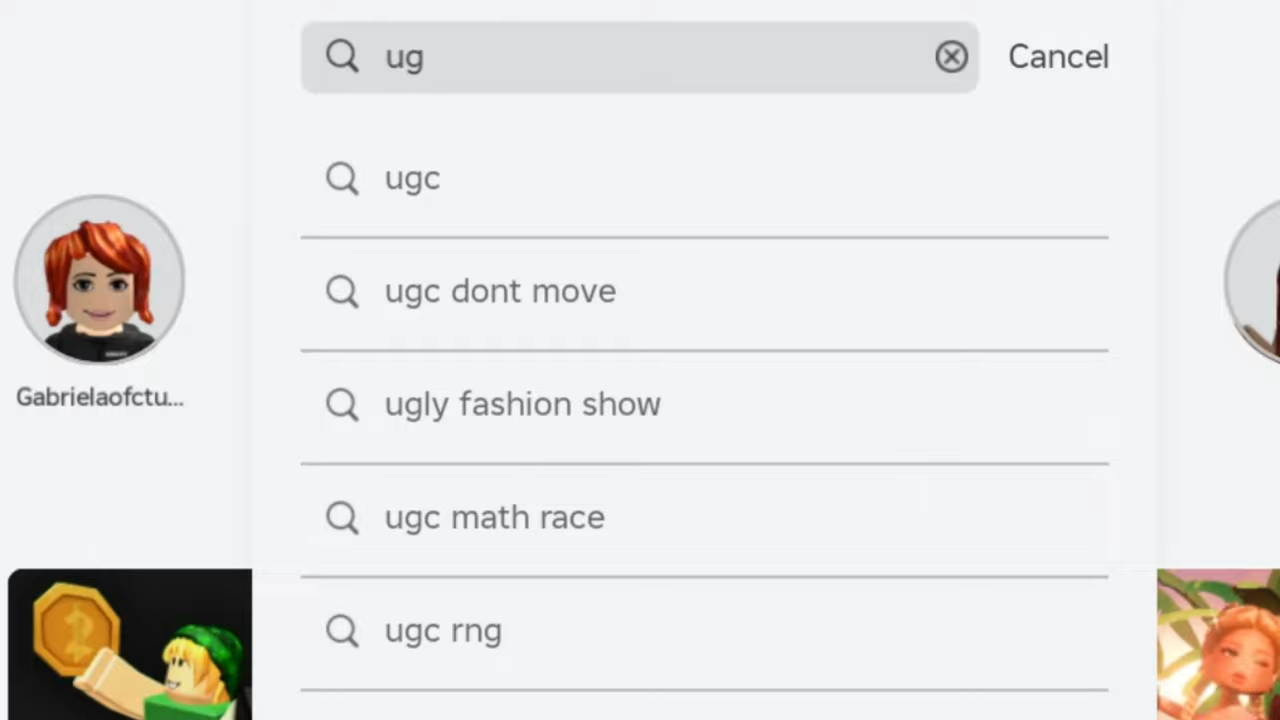 ug
Cancel
ugc
ugc dont move
Gabrielaofctu...
ugly fashion show
ugc math race
ugc rng